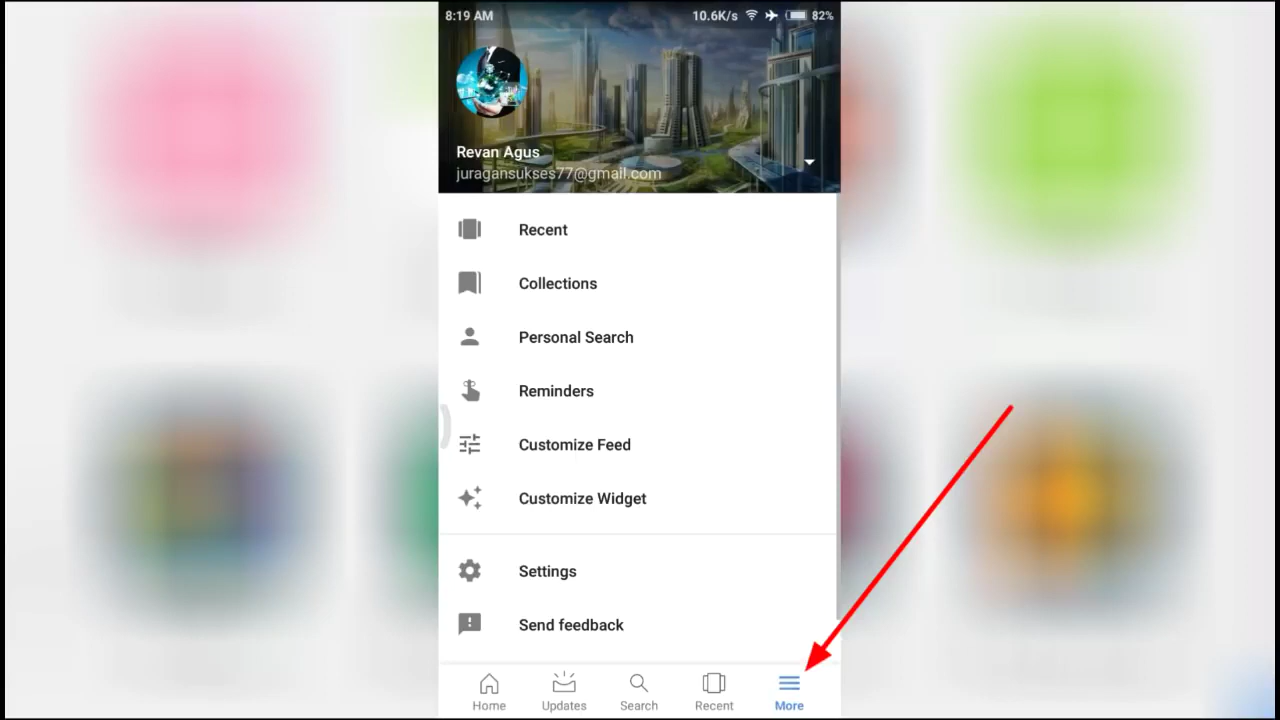 8:19 AM
10.6K/s
82%
Revan Agus
juragansukses77@gmail.com
Recent
Collections
Personal Search
Reminders
Customize Feed
Customize Widget
Settings
Send feedback
Home
Updates
Search
Recent
More